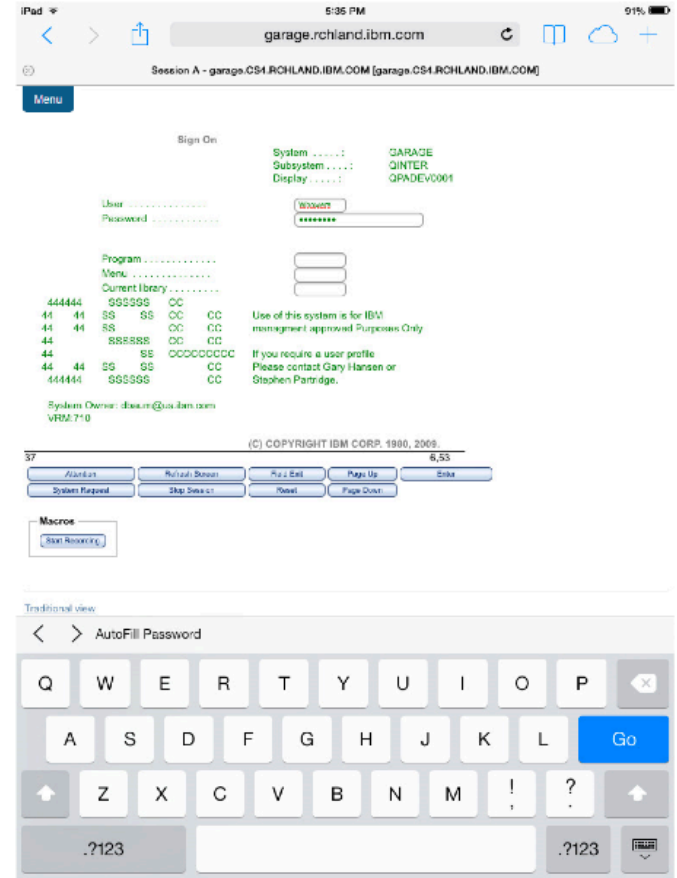 iPad 5:35 PM 91%
garage.rchland.ibm.com
Session A - garage.CS4.RCHLAND.IBM.COM [garage.CS4.RCHLAND.IBM.COM]
Menu
Sign On
System . . . . . : GARAGE
Subsystem . . . . : QINTER
Display . . . . . : QPADEV0001
User . . . . . . . . . . . . . .
Password . . . . . . . . . . . . ••••••••
Program . . . . . . . . . . . . .
Menu . . . . . . . . . . . . . .
Current library . . . . . . . . .
444444 SSSSSS CC
44 44 SS SS CC CC Use of this system is for IBM
44 44 SS CC CC managment approved Purposes Only
44 SSSSSS CC CC
44 SS CCCCCCCCC If you require a user profile
44 44 SS SS CC Please contact Gary Hansen or
444444 SSSSSS CC Stephen Partridge.
System Owner: dbaum@us.ibm.com
VRM:710
(C) COPYRIGHT IBM CORP. 1980, 2009.
37 6,53
Attention Refresh Screen Field Exit Page Up Enter
System Request Stop Session Reset Page Down
Macros
Start Recording
Traditional view
AutoFill Password
Q W E R T Y U I O P
A S D F G H J K L Go
Z X C V B N M ! , ? .
.?123 .?123